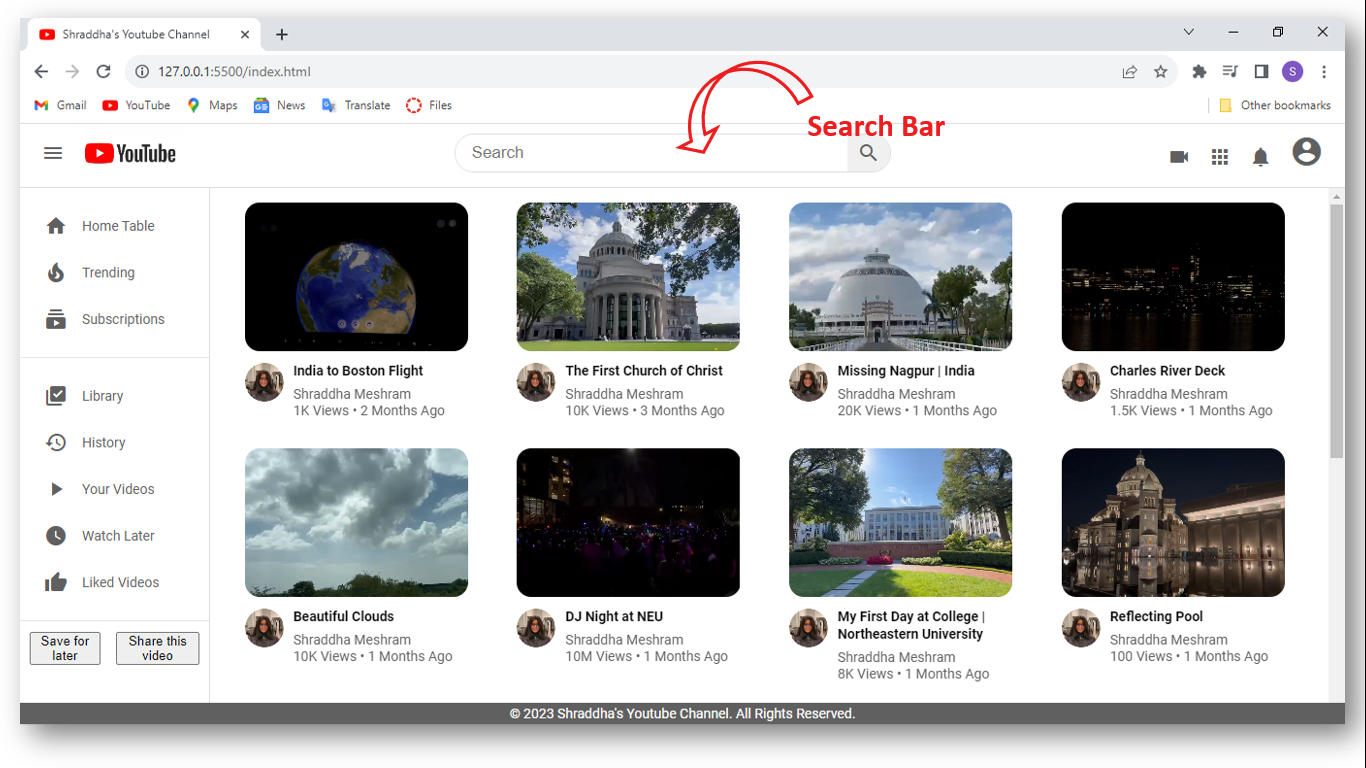 Shraddha's Youtube Channel
127.0.0.1:5500/index.html
S
Gmail YouTube Maps News Translate Files Other bookmarks
Search Bar
YouTube Search
Home Table
Trending
Subscriptions
Library
History
Your Videos
Watch Later
Liked Videos
Save for
later
Share this
video
India to Boston Flight
Shraddha Meshram
1K Views • 2 Months Ago
The First Church of Christ
Shraddha Meshram
10K Views • 3 Months Ago
Missing Nagpur | India
Shraddha Meshram
20K Views • 1 Months Ago
Charles River Deck
Shraddha Meshram
1.5K Views • 1 Months Ago
Beautiful Clouds
Shraddha Meshram
10K Views • 1 Months Ago
DJ Night at NEU
Shraddha Meshram
10M Views • 1 Months Ago
My First Day at College |
Northeastern University
Shraddha Meshram
8K Views • 1 Months Ago
Reflecting Pool
Shraddha Meshram
100 Views • 1 Months Ago
© 2023 Shraddha's Youtube Channel. All Rights Reserved.